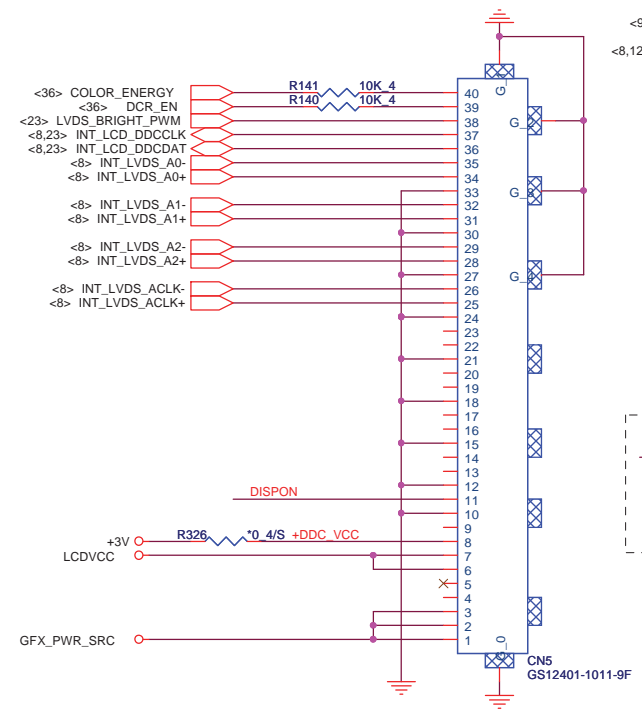 <9
<8,12
<36> COLOR_ENERGY R141 10K_4 40
<36> DCR_EN R140 10K_4 39
<23> LVDS_BRIGHT_PWM 38
<8,23> INT_LCD_DDCCLK 37
<8,23> INT_LCD_DDCDAT 36
<8> INT_LVDS_A0- 35
<8> INT_LVDS_A0+ 34
33
<8> INT_LVDS_A1- 32
<8> INT_LVDS_A1+ 31
30
<8> INT_LVDS_A2- 29
<8> INT_LVDS_A2+ 28
27
<8> INT_LVDS_ACLK- 26
<8> INT_LVDS_ACLK+ 25
24
23
22
21
20
19
18
17
16
15
14
13
12
DISPON 11
10
9
+3V R326 *0_4/S +DDC_VCC 8
LCDVCC 7
6
5
4
3
2
GFX_PWR_SRC 1
G_0
CN5
GS12401-1011-9F